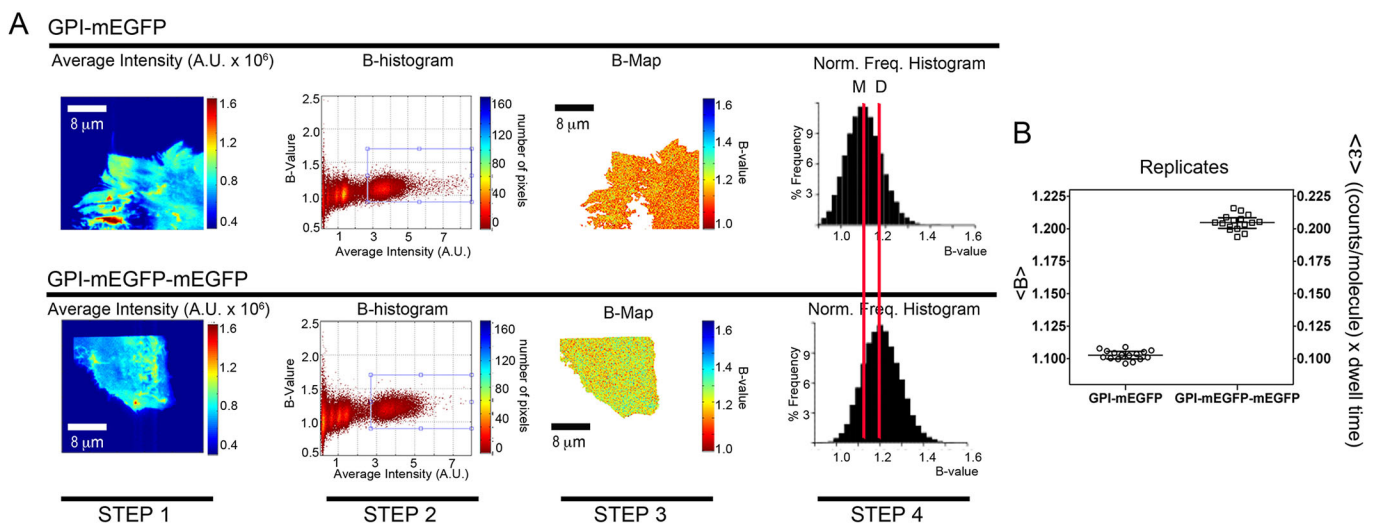 A
GPI-mEGFP
Average Intensity (A.U. x 10⁶)
B-histogram
B-Map
Norm. Freq. Histogram
M D
8 μm
1.6
1.2
0.8
0.4
B-Valure
2.5
2.0
1.5
1.0
0.5
1 3 5 7
Average Intensity (A.U.)
160
120
80
40
0
number of pixels
8 μm
1.6
1.4
1.2
1.0
B-value
% Frequency
9
6
3
1.0 1.2 1.4 1.6
B-value
GPI-mEGFP-mEGFP
Average Intensity (A.U. x 10⁶)
B-histogram
B-Map
Norm. Freq. Histogram
8 μm
1.6
1.2
0.8
0.4
B-Valure
2.5
2.0
1.5
1.0
0.5
1 3 5 7
Average Intensity (A.U.)
160
120
80
40
0
number of pixels
8 μm
1.6
1.4
1.2
1.0
B-value
% Frequency
9
6
3
1.0 1.2 1.4 1.6
B-value
STEP 1
STEP 2
STEP 3
STEP 4
B
Replicates
<B>
1.225
1.200
1.175
1.150
1.125
1.100
0.225
0.200
0.175
0.150
0.125
0.100
GPI-mEGFP GPI-mEGFP-mEGFP
<ε> ((counts/molecule) x dwell time)